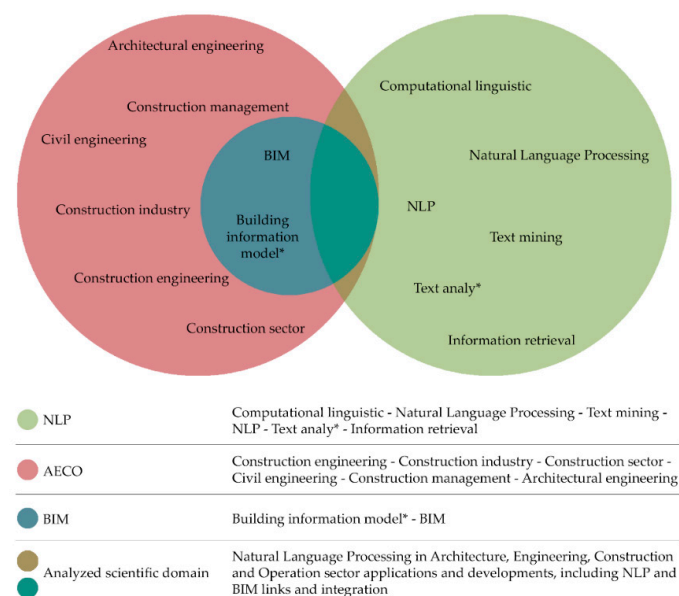 Architectural engineering
Computational linguistic
Construction management
Civil engineering
BIM
Natural Language Processing
Construction industry
NLP
Building
information
model*
Text mining
Construction engineering
Text analy*
Construction sector
Information retrieval
NLP
Computational linguistic - Natural Language Processing - Text mining -
NLP - Text analy* - Information retrieval
AECO
Construction engineering - Construction industry - Construction sector -
Civil engineering - Construction management - Architectural engineering
BIM
Building information model* - BIM
Analyzed scientific domain
Natural Language Processing in Architecture, Engineering, Construction
and Operation sector applications and developments, including NLP and
BIM links and integration